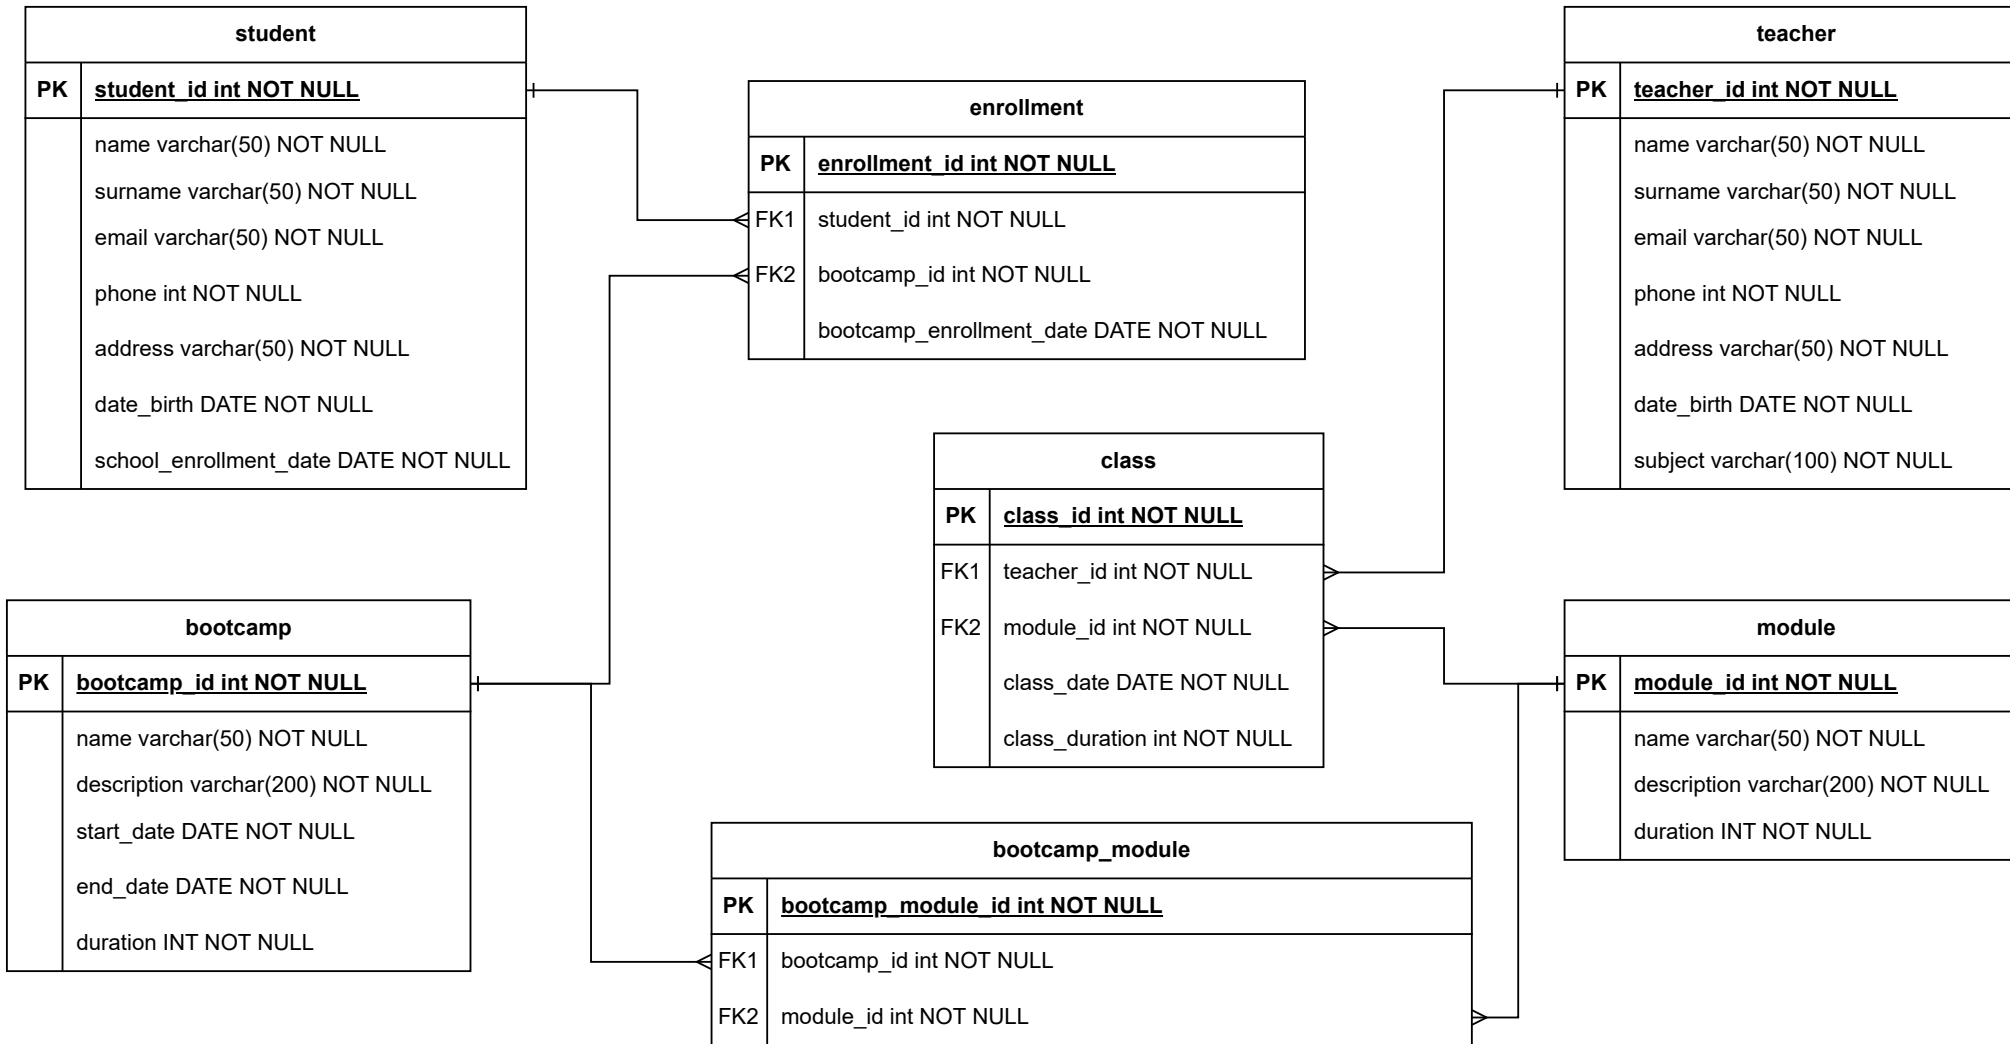 student
PK student_id int NOT NULL
name varchar(50) NOT NULL
surname varchar(50) NOT NULL
email varchar(50) NOT NULL
phone int NOT NULL
address varchar(50) NOT NULL
date_birth DATE NOT NULL
school_enrollment_date DATE NOT NULL
enrollment
PK enrollment_id int NOT NULL
FK1 student_id int NOT NULL
FK2 bootcamp_id int NOT NULL
bootcamp_enrollment_date DATE NOT NULL
teacher
PK teacher_id int NOT NULL
name varchar(50) NOT NULL
surname varchar(50) NOT NULL
email varchar(50) NOT NULL
phone int NOT NULL
address varchar(50) NOT NULL
date_birth DATE NOT NULL
subject varchar(100) NOT NULL
class
PK class_id int NOT NULL
FK1 teacher_id int NOT NULL
FK2 module_id int NOT NULL
class_date DATE NOT NULL
class_duration int NOT NULL
bootcamp
PK bootcamp_id int NOT NULL
name varchar(50) NOT NULL
description varchar(200) NOT NULL
start_date DATE NOT NULL
end_date DATE NOT NULL
duration INT NOT NULL
module
PK module_id int NOT NULL
name varchar(50) NOT NULL
description varchar(200) NOT NULL
duration INT NOT NULL
bootcamp_module
PK bootcamp_module_id int NOT NULL
FK1 bootcamp_id int NOT NULL
FK2 module_id int NOT NULL